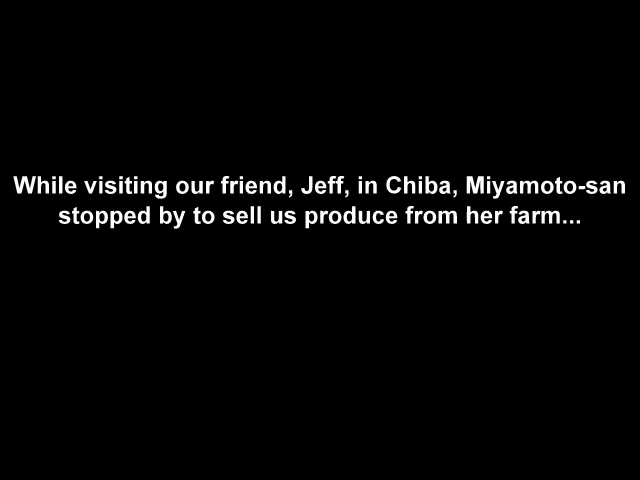 While visiting our friend, Jeff, in Chiba, Miyamoto-san
stopped by to sell us produce from her farm...